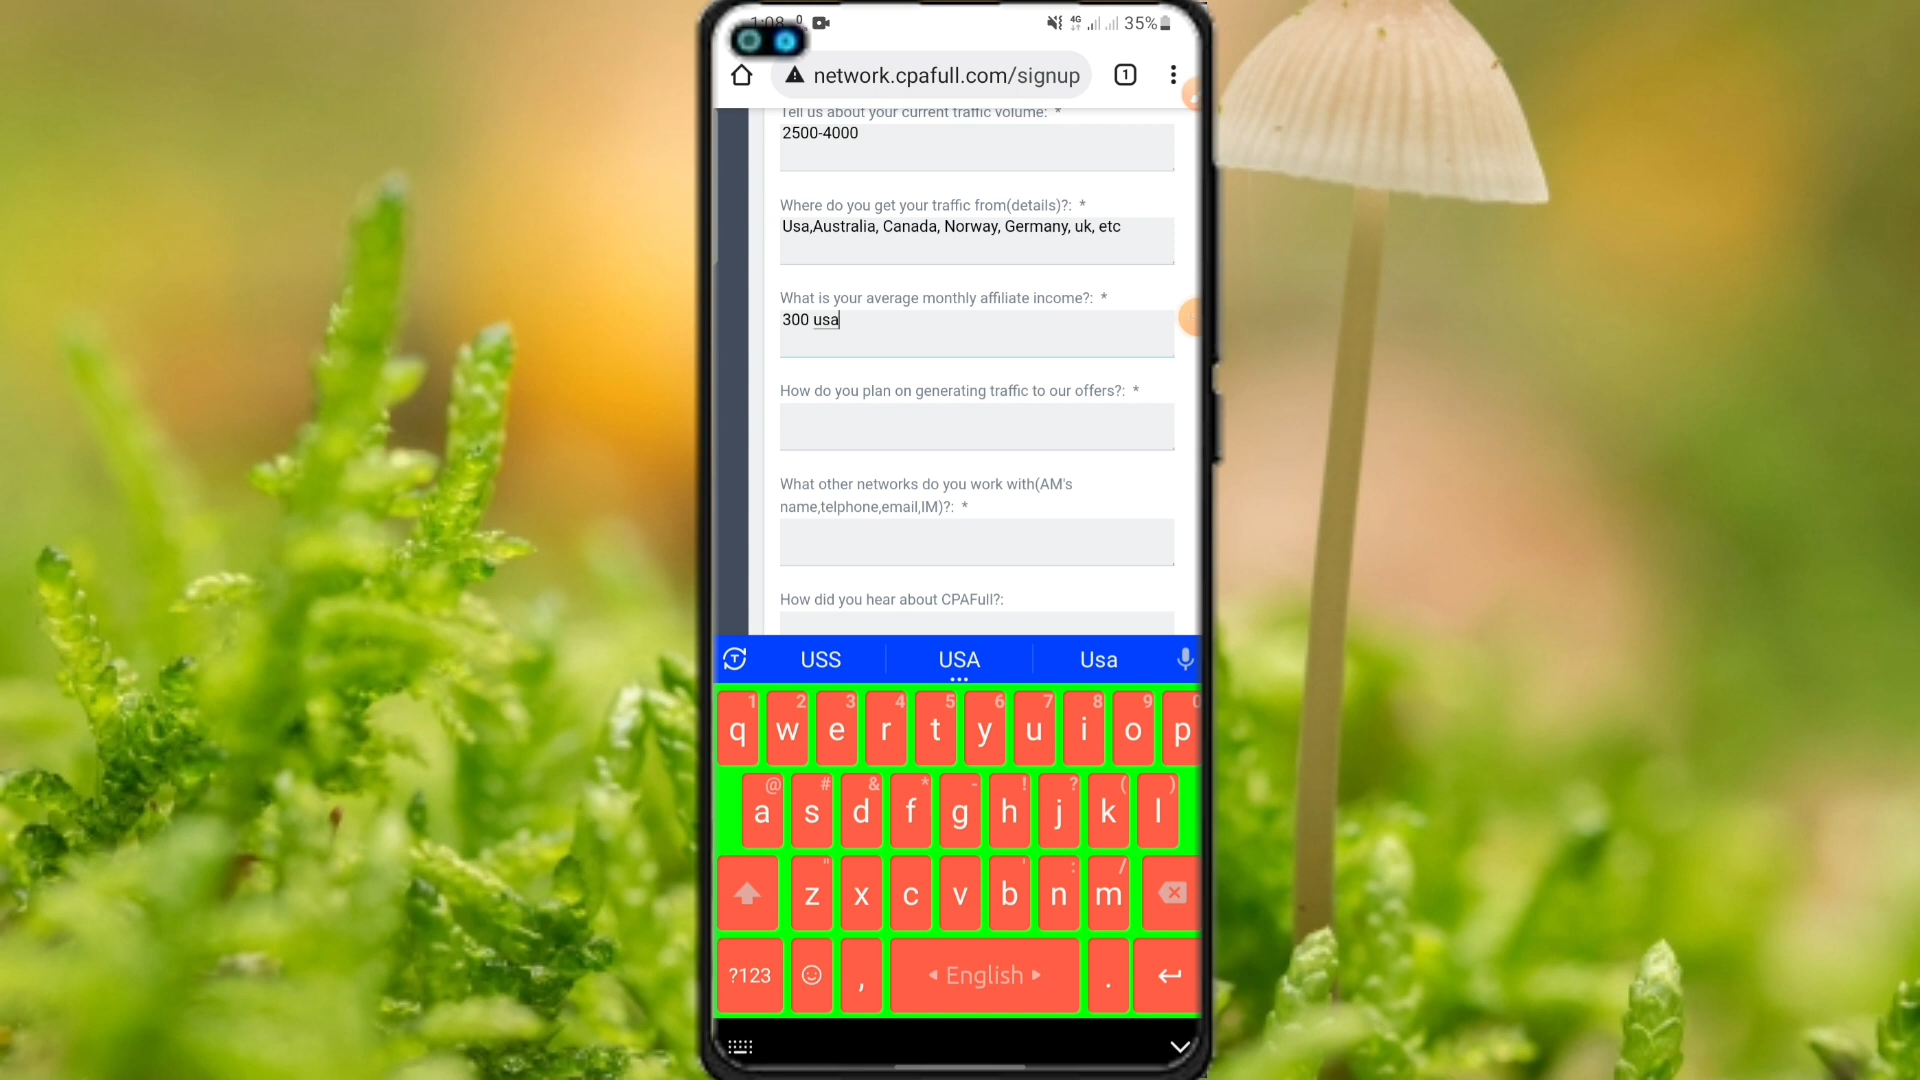 1:08 0 4G 35%
network.cpafull.com/signup 1
Tell us about your current traffic volume: *
2500-4000
Where do you get your traffic from(details)?: *
Usa,Australia, Canada, Norway, Germany, uk, etc
What is your average monthly affiliate income?: *
300 usa
How do you plan on generating traffic to our offers?: *
What other networks do you work with(AM's
name,telphone,email,IM)?: *
How did you hear about CPAFull?:
T USS USA Usa
1 2 3 4 5 6 7 8 9 0
q w e r t y u i o p
@ # & * - ! ? ( )
a s d f g h j k l
" ' : /
z x c v b n m
?123 , English .